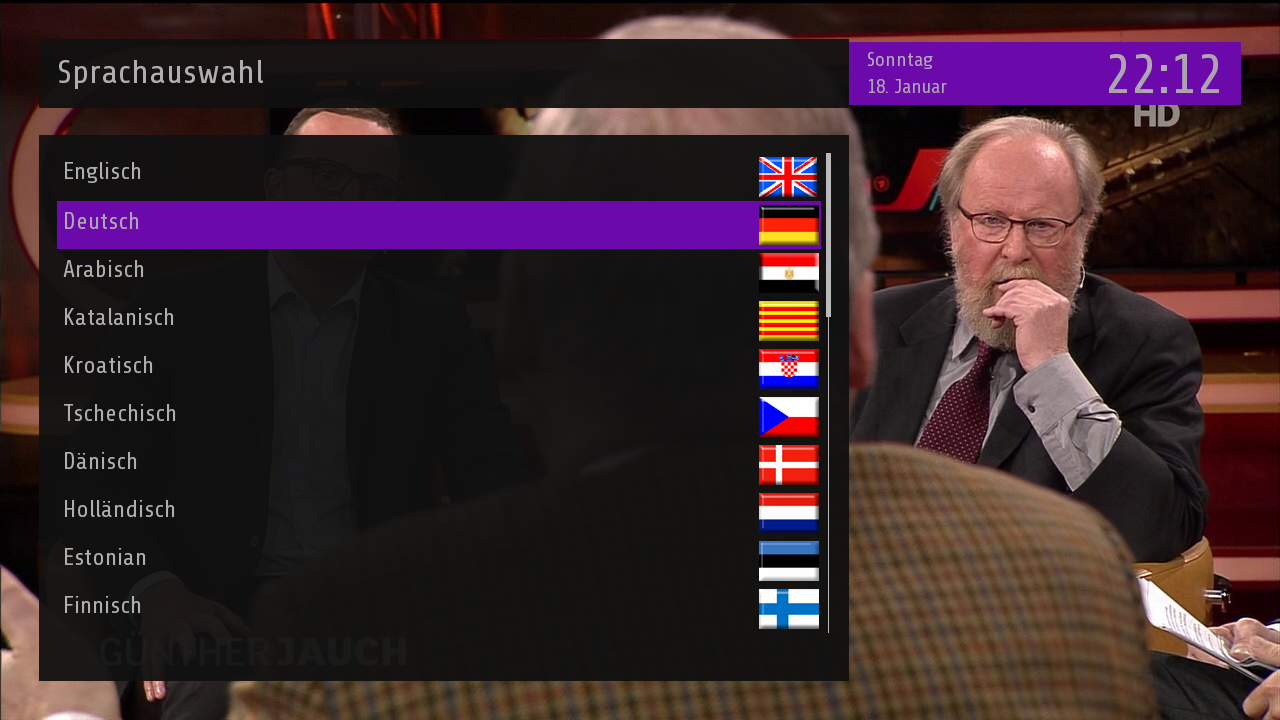 Sprachauswahl
Sonntag
18. Januar
22:12
HD
Englisch
Deutsch
Arabisch
Katalanisch
Kroatisch
Tschechisch
Dänisch
Holländisch
Estonian
Finnisch
GÜNTHER JAUCH